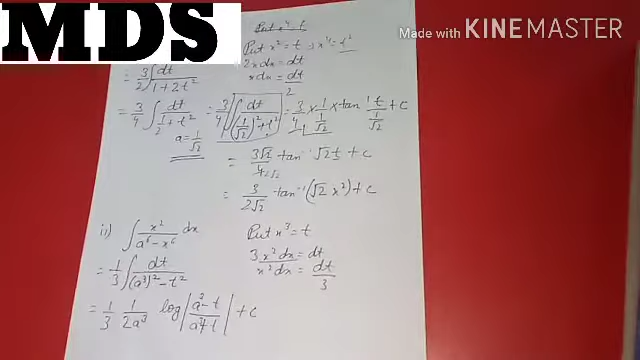 MDS
Made with KINEMASTER
Put x⁴ = t
Put x² = t ⇒ x⁴ = t²
2x dx = dt
x dx = dt/2
= 3/2 ∫ dt/(1+2t²)
= 3/4 ∫ dt/(1/2 + t²) = 3/4 ∫ dt/((1/√2)² + t²) = 3/4 × 1/(1/√2) × tan⁻¹ t/(1/√2) + c
a = 1/√2
= 3√2/4 tan⁻¹ √2t + c
= 3/(2√2) tan⁻¹ (√2 x²) + c
ii) ∫ x²/(a⁶ - x⁶) dx
Put x³ = t
3x² dx = dt
x² dx = dt/3
= 1/3 ∫ dt/((a³)² - t²)
= 1/3 1/2a³ log |(a³ - t)/(a³ + t)| + c